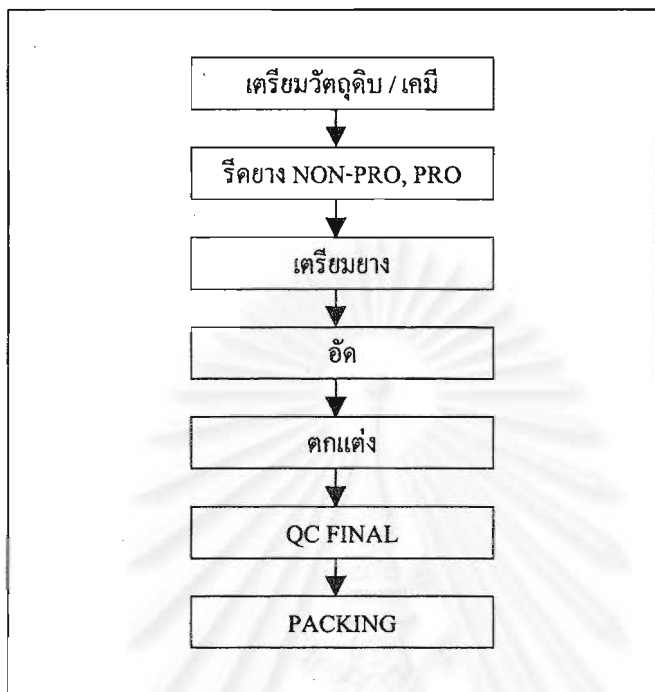 เตรียมวัตถุดิบ / เคมี
รีดยาง NON-PRO, PRO
เตรียมยาง
อัด
ตกแต่ง
QC FINAL
PACKING